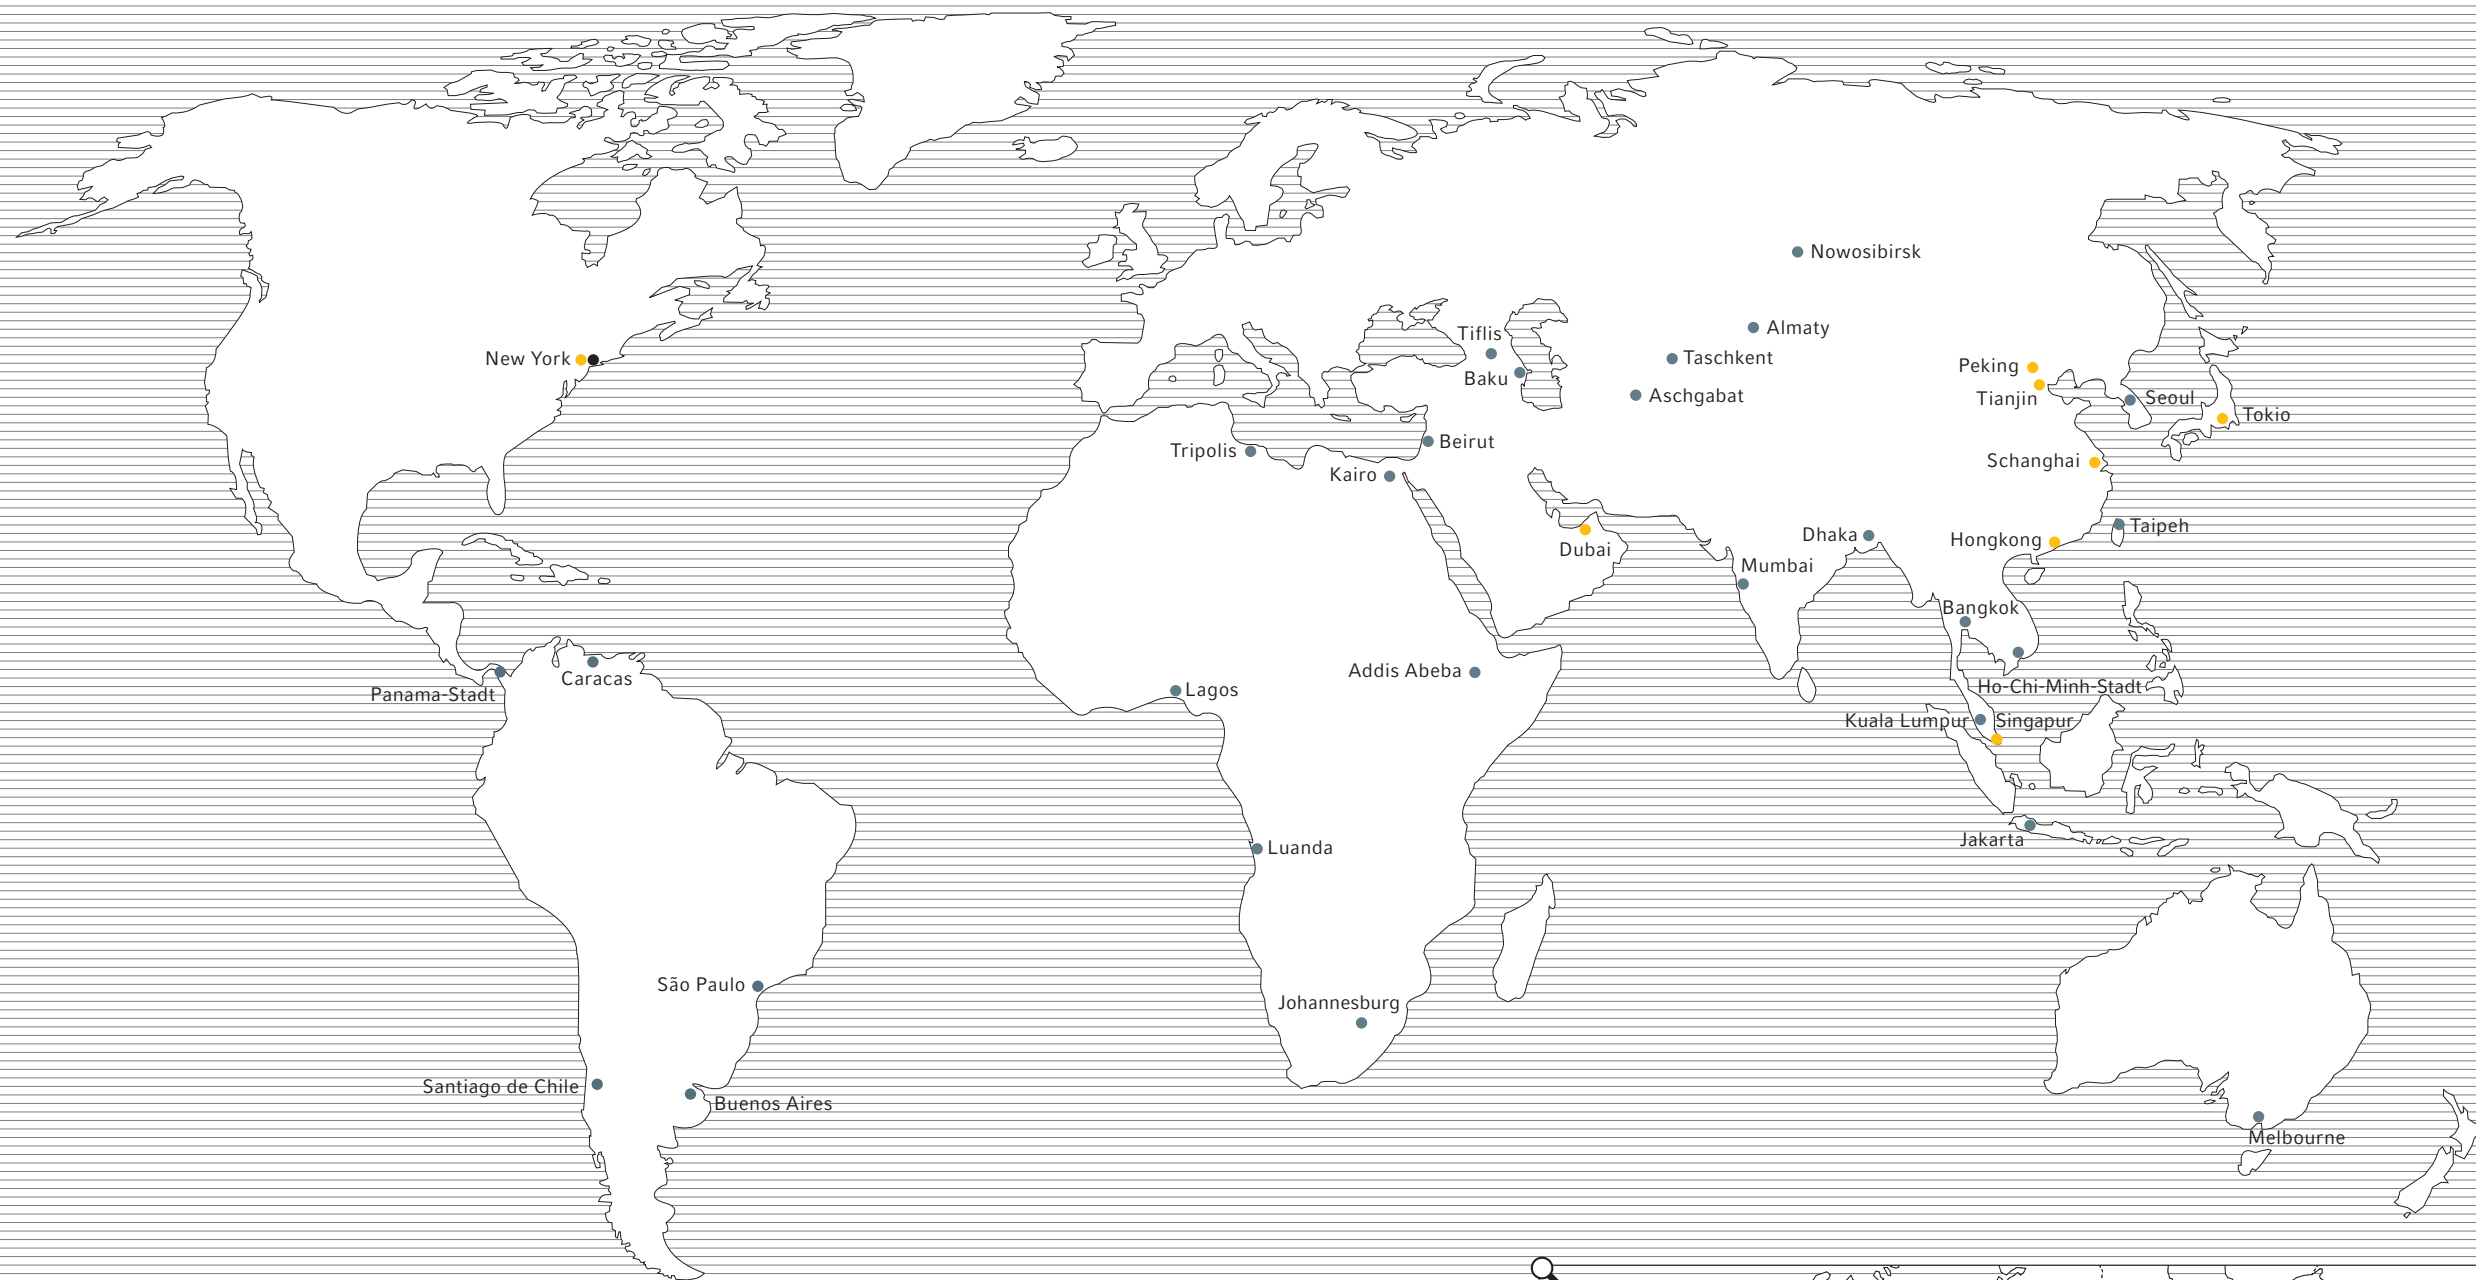 Nowosibirsk
Almaty
Tiflis
New York
Taschkent
Peking
Baku
Aschgabat
Tianjin
Seoul
Tokio
Beirut
Tripolis
Schanghai
Kairo
Taipeh
Dhaka
Hongkong
Dubai
Mumbai
Bangkok
Addis Abeba
Caracas
Ho-Chi-Minh-Stadt
Lagos
Panama-Stadt
Kuala Lumpur
Singapur
Jakarta
Luanda
São Paulo
Johannesburg
Santiago de Chile
Buenos Aires
Melbourne